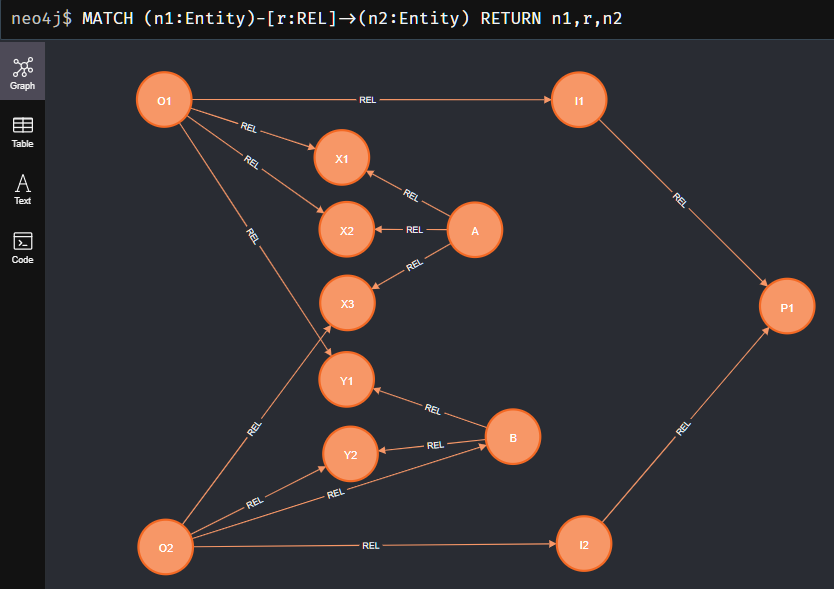 neo4j$ MATCH (n1:Entity)-[r:REL]->(n2:Entity) RETURN n1,r,n2
Graph
Table
Text
Code
O1
REL
I1
REL
X1
REL
REL
REL
X2
REL
A
REL
REL
X3
P1
Y1
REL
REL
B
REL
Y2
REL
REL
REL
O2
REL
I2